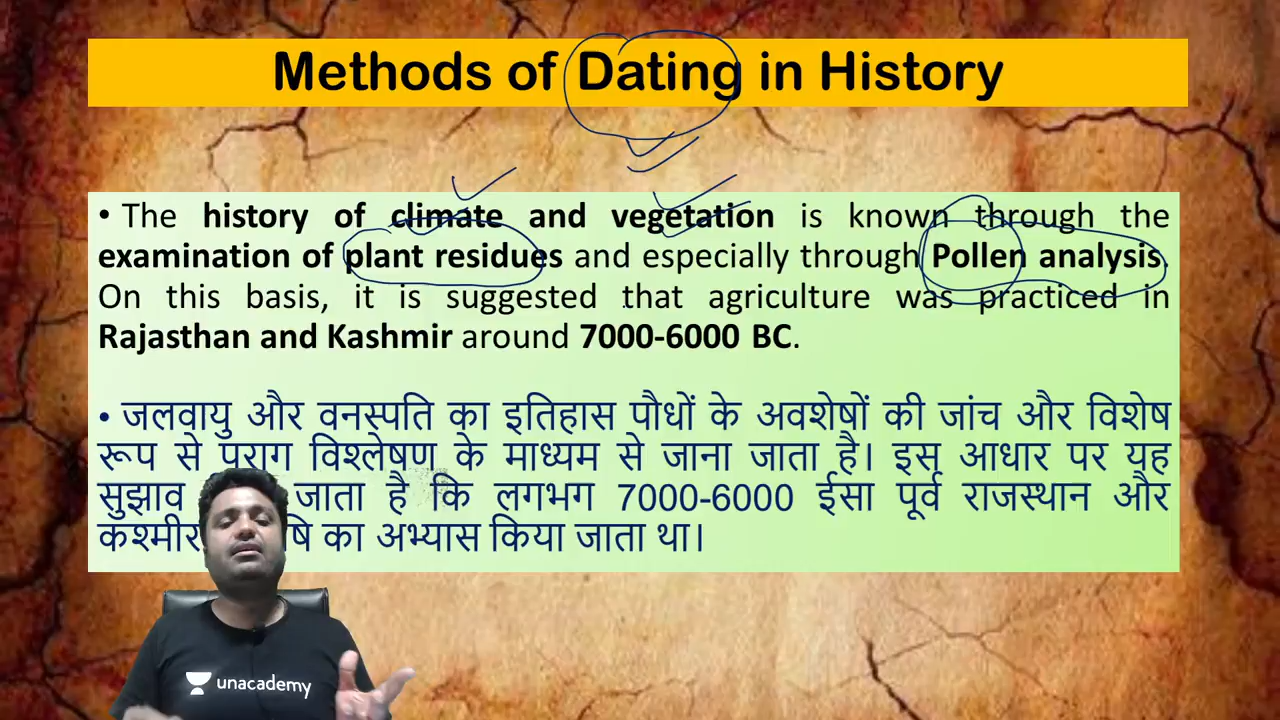 Methods of Dating in History
• The history of climate and vegetation is known through the
examination of plant residues and especially through Pollen analysis.
On this basis, it is suggested that agriculture was practiced in
Rajasthan and Kashmir around 7000-6000 BC.
• जलवायु और वनस्पति का इतिहास पौधों के अवशेषों की जांच और विशेष
रूप से पराग विश्लेषण के माध्यम से जाना जाता है। इस आधार पर यह
सुझाव जाता है कि लगभग 7000-6000 ईसा पूर्व राजस्थान और
कश्मीर का अभ्यास किया जाता था।
unacademy